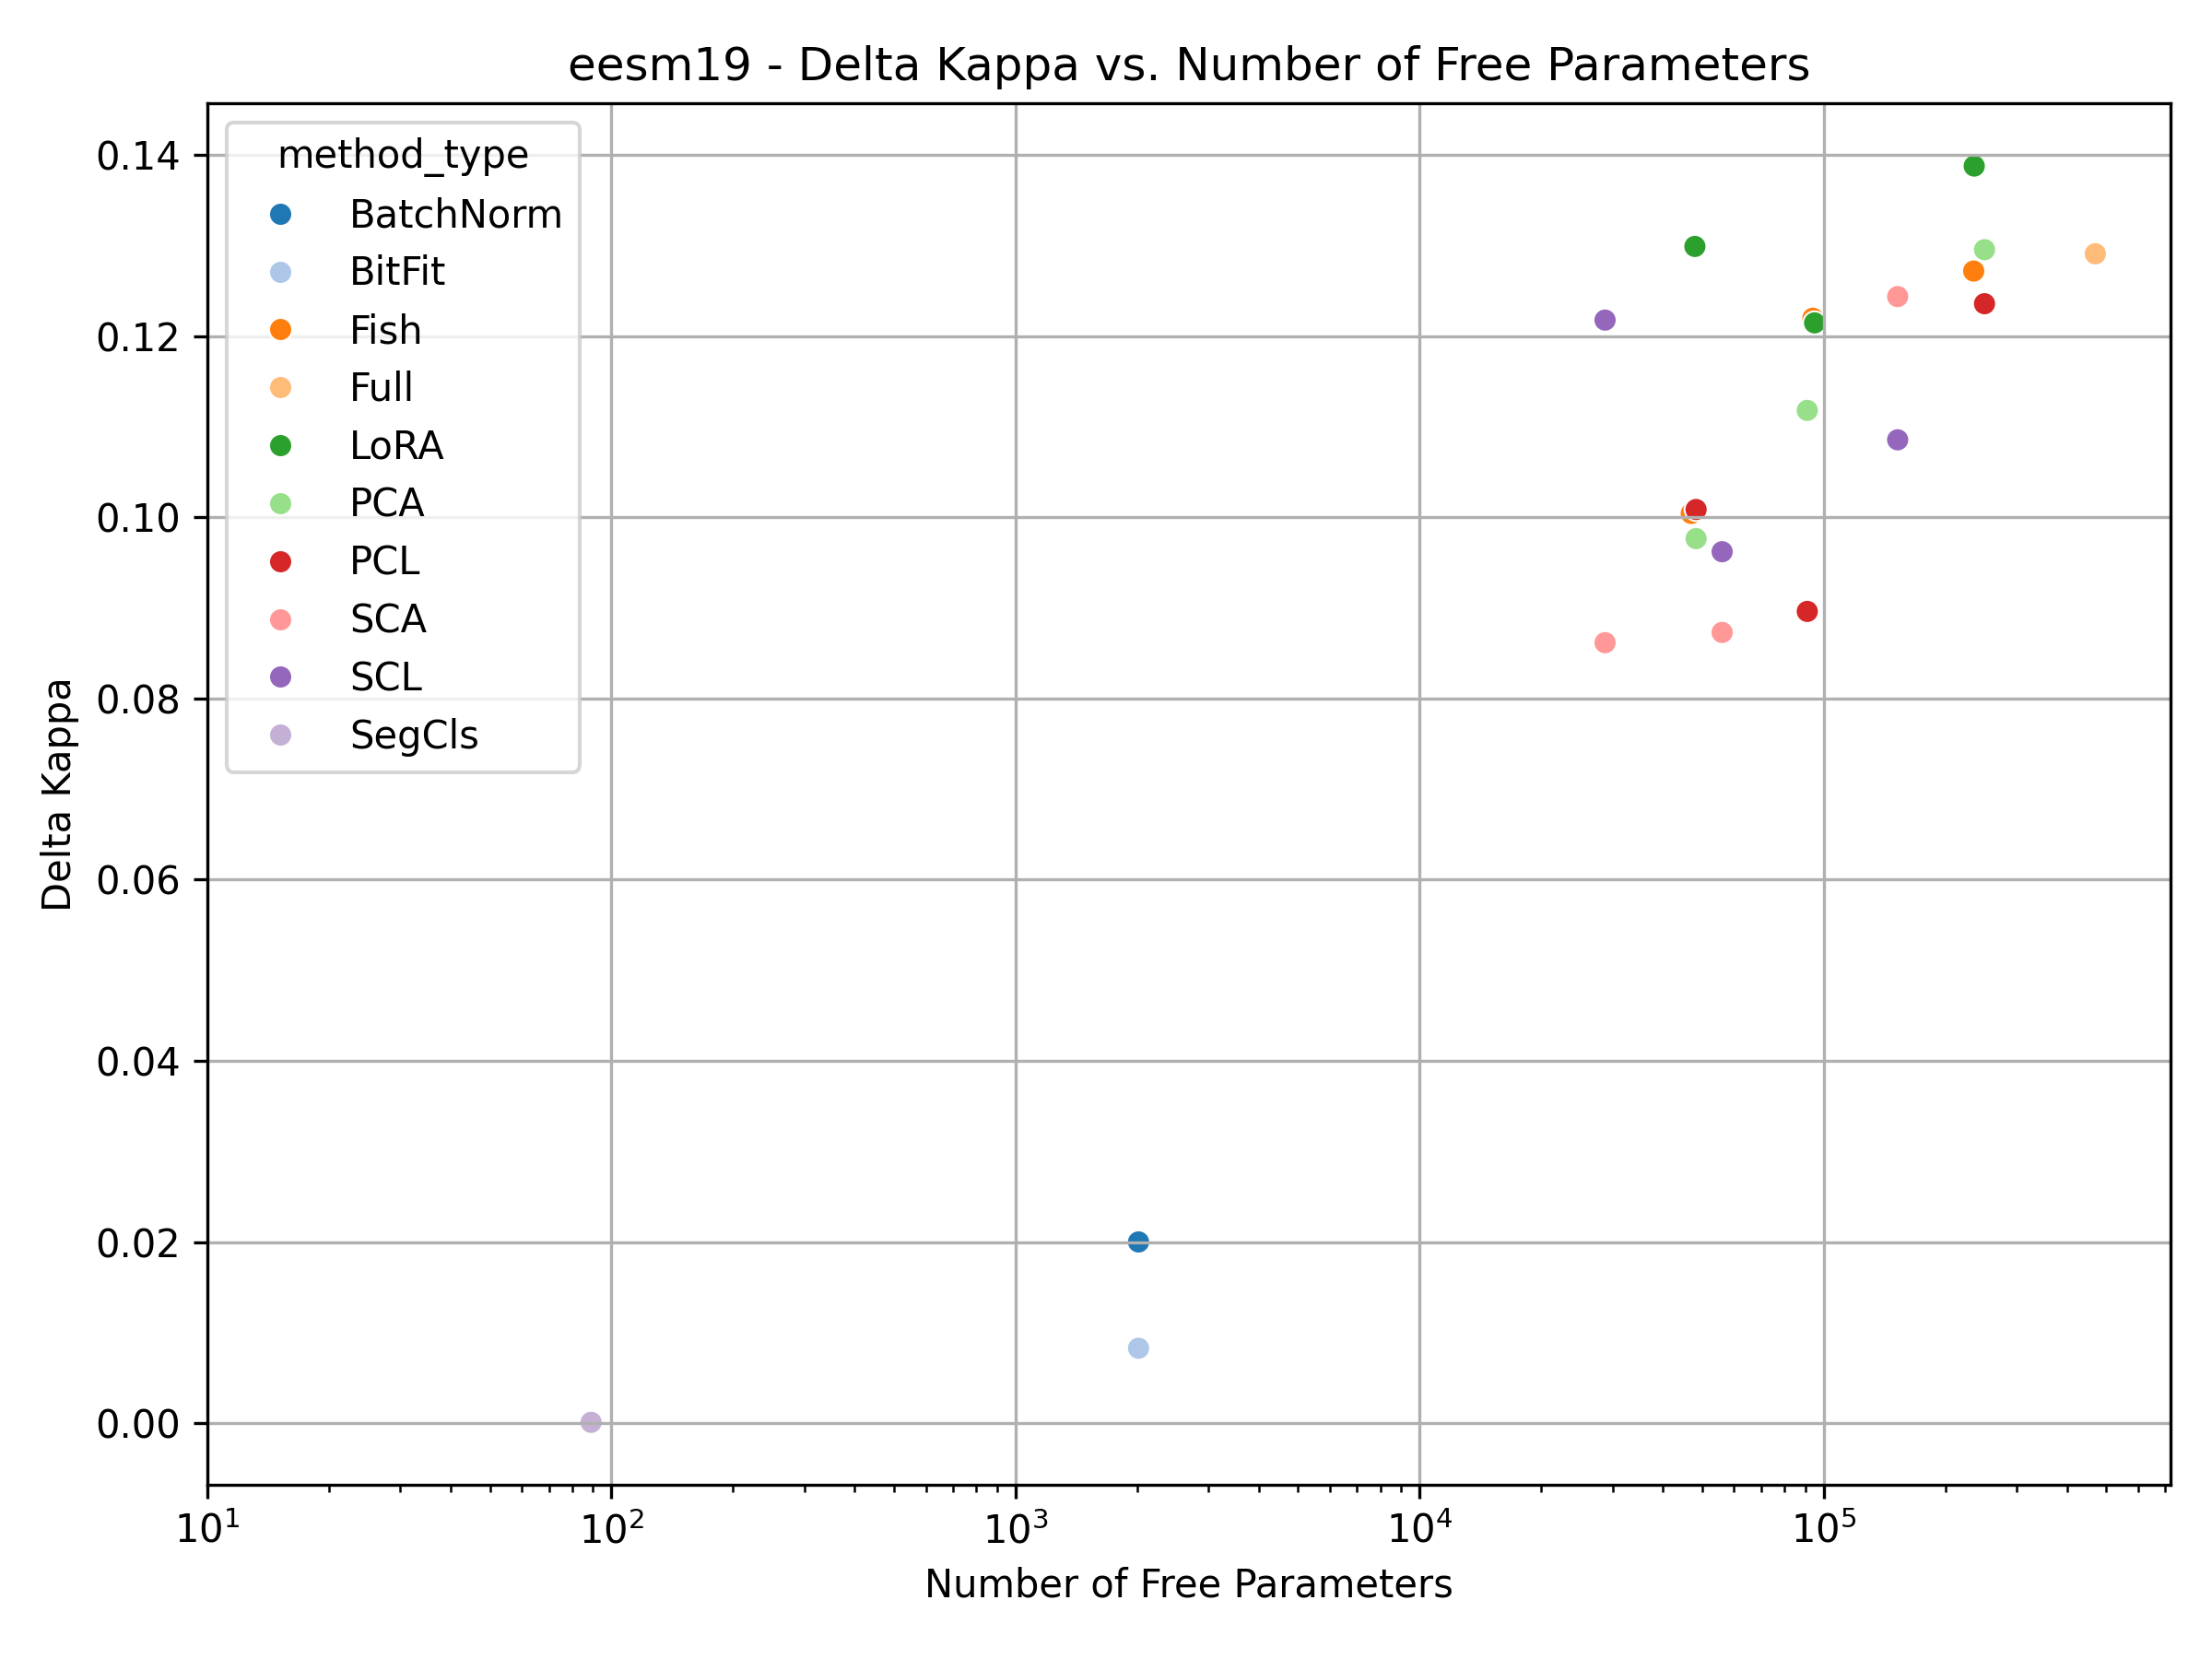 eesm19 - Delta Kappa vs. Number of Free Parameters
method_type
BatchNorm
BitFit
Fish
Full
LoRA
PCA
PCL
SCA
SCL
SegCls
Delta Kappa
0.14
0.12
0.10
0.08
0.06
0.04
0.02
0.00
10¹ 10² 10³ 10⁴ 10⁵
Number of Free Parameters